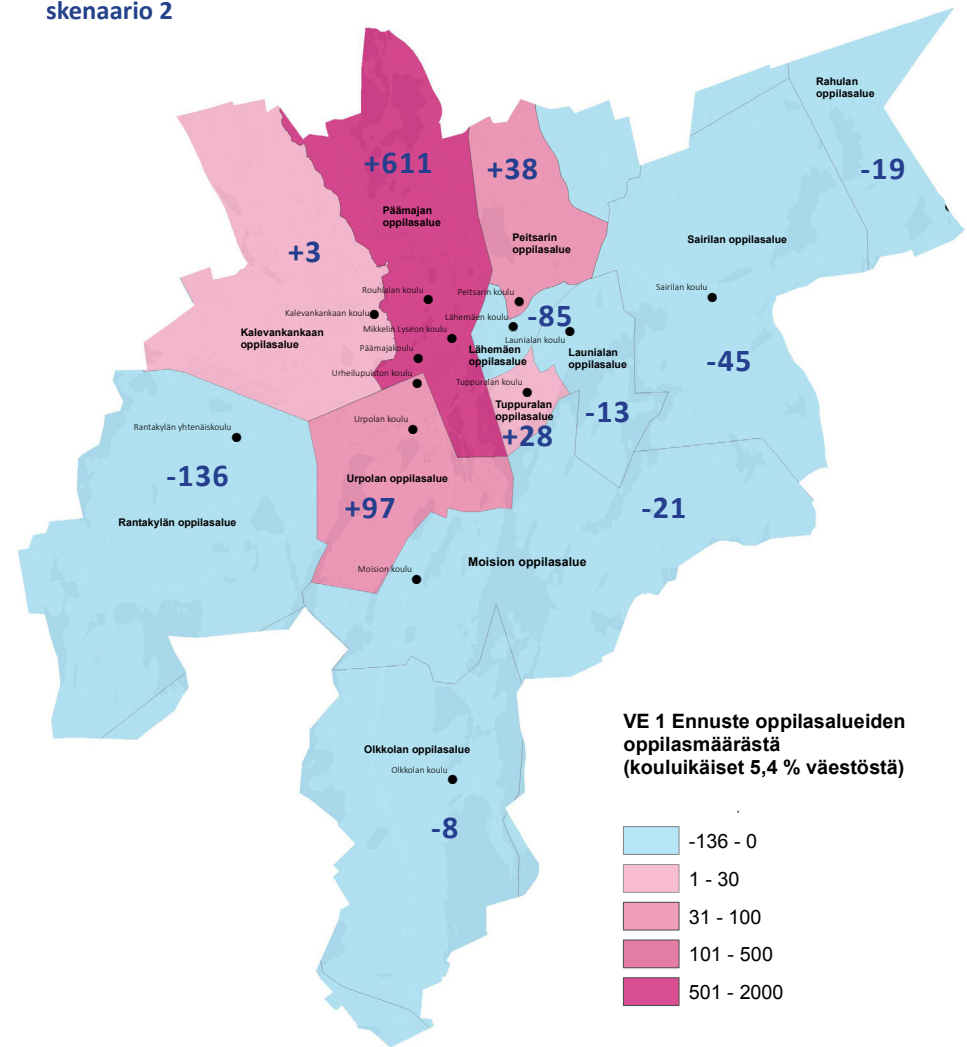 skenaario 2
Rahulan
oppilasalue
-19
+611
+38
Päämajan
oppilasalue
Peitsarin
oppilasalue
Sairilan oppilasalue
+3
Rouhialan koulu
Peitsarin koulu
Sairilan koulu
Kalevankankaan koulu
Lähemäen koulu
-85
Kalevankankaan
oppilasalue
Mikkelin Lyseon koulu
Launialan koulu
Päämajakoulu
Lähemäen
oppilasalue
Launialan
oppilasalue
-45
Urheilupuiston koulu
Tuppuralan koulu
Tuppuralan
oppilasalue
-13
+28
Rantakylän yhtenäiskoulu
Urpolan koulu
-136
Urpolan oppilasalue
+97
-21
Rantakylän oppilasalue
Moision koulu
Moision oppilasalue
Olkkolan oppilasalue
Olkkolan koulu
-8
VE 1 Ennuste oppilasalueiden
oppilasmäärästä
(kouluikäiset 5,4 % väestöstä)
-136 - 0
1 - 30
31 - 100
101 - 500
501 - 2000